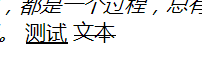 ，都是一个过程，总有
。 测试 文本